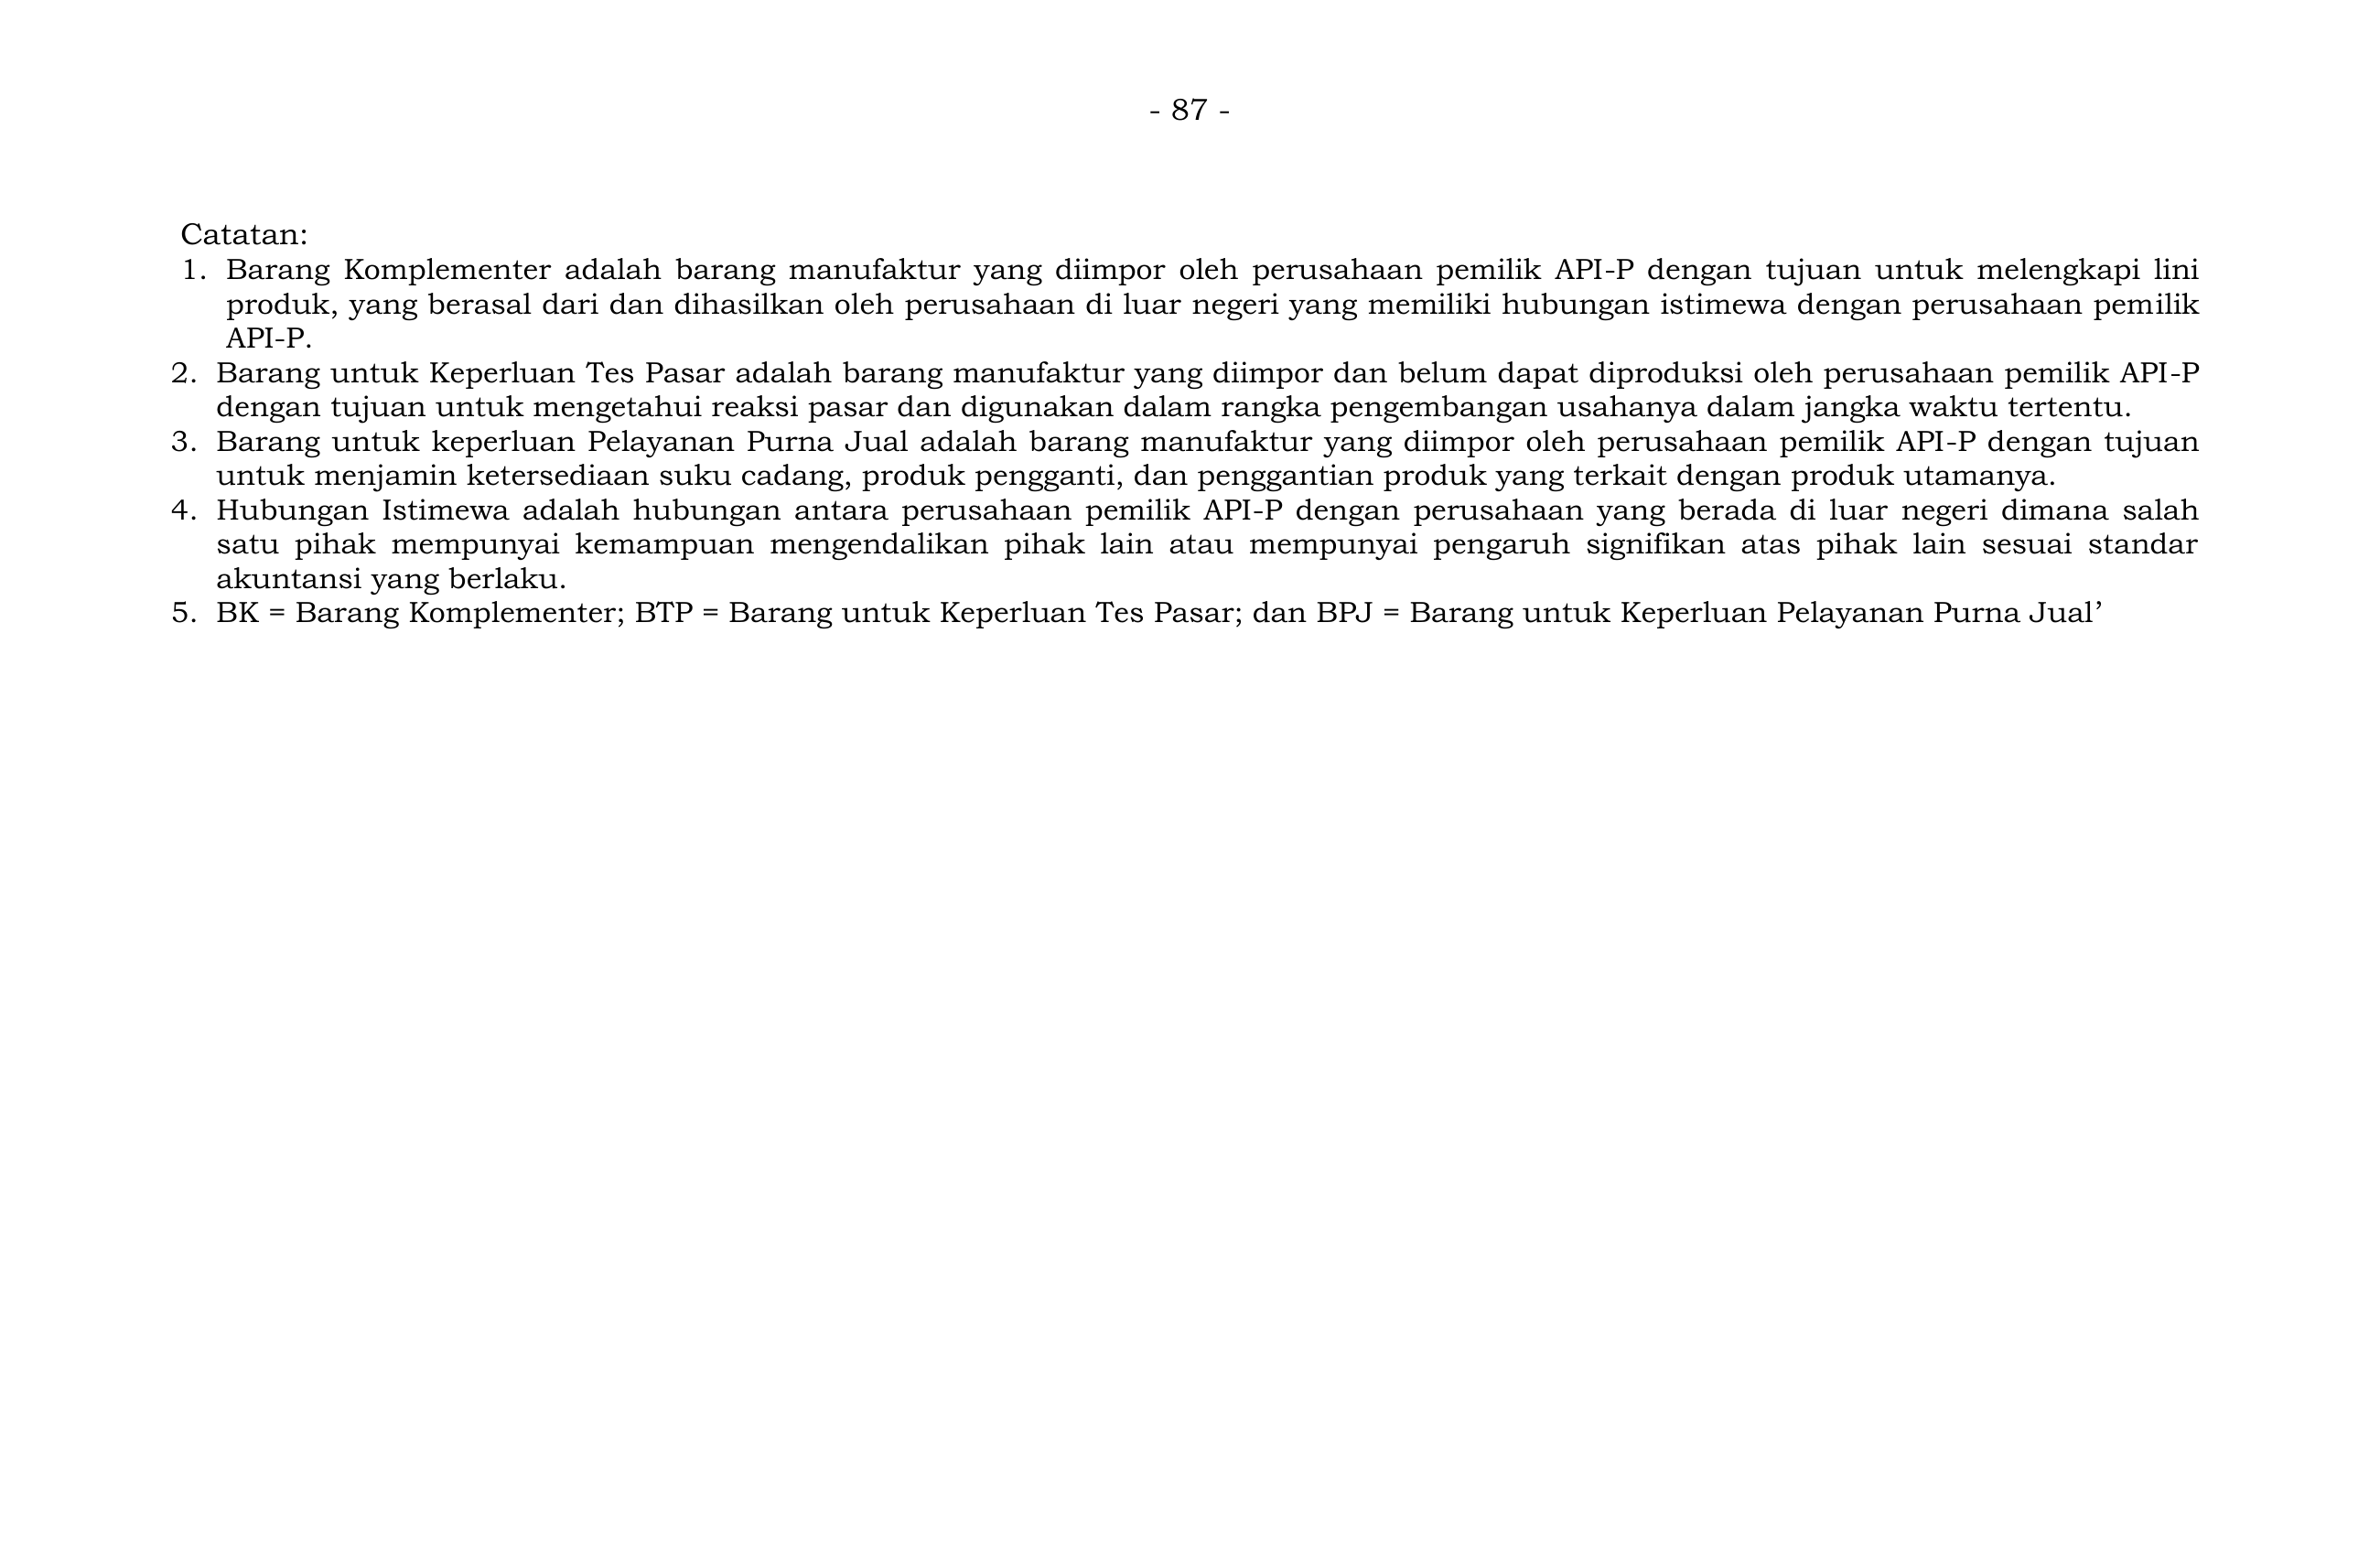 - 87 -
Catatan:
1. Barang Komplementer adalah barang manufaktur yang diimpor oleh perusahaan pemilik API-P dengan tujuan untuk melengkapi lini
produk, yang berasal dari dan dihasilkan oleh perusahaan di luar negeri yang memiliki hubungan istimewa dengan perusahaan pemilik
API-P.
2. Barang untuk Keperluan Tes Pasar adalah barang manufaktur yang diimpor dan belum dapat diproduksi oleh perusahaan pemilik API-P
dengan tujuan untuk mengetahui reaksi pasar dan digunakan dalam rangka pengembangan usahanya dalam jangka waktu tertentu.
3. Barang untuk keperluan Pelayanan Purna Jual adalah barang manufaktur yang diimpor oleh perusahaan pemilik API-P dengan tujuan
untuk menjamin ketersediaan suku cadang, produk pengganti, dan penggantian produk yang terkait dengan produk utamanya.
4. Hubungan Istimewa adalah hubungan antara perusahaan pemilik API-P dengan perusahaan yang berada di luar negeri dimana salah
satu pihak mempunyai kemampuan mengendalikan pihak lain atau mempunyai pengaruh signifikan atas pihak lain sesuai standar
akuntansi yang berlaku.
5. BK = Barang Komplementer; BTP = Barang untuk Keperluan Tes Pasar; dan BPJ = Barang untuk Keperluan Pelayanan Purna Jual’